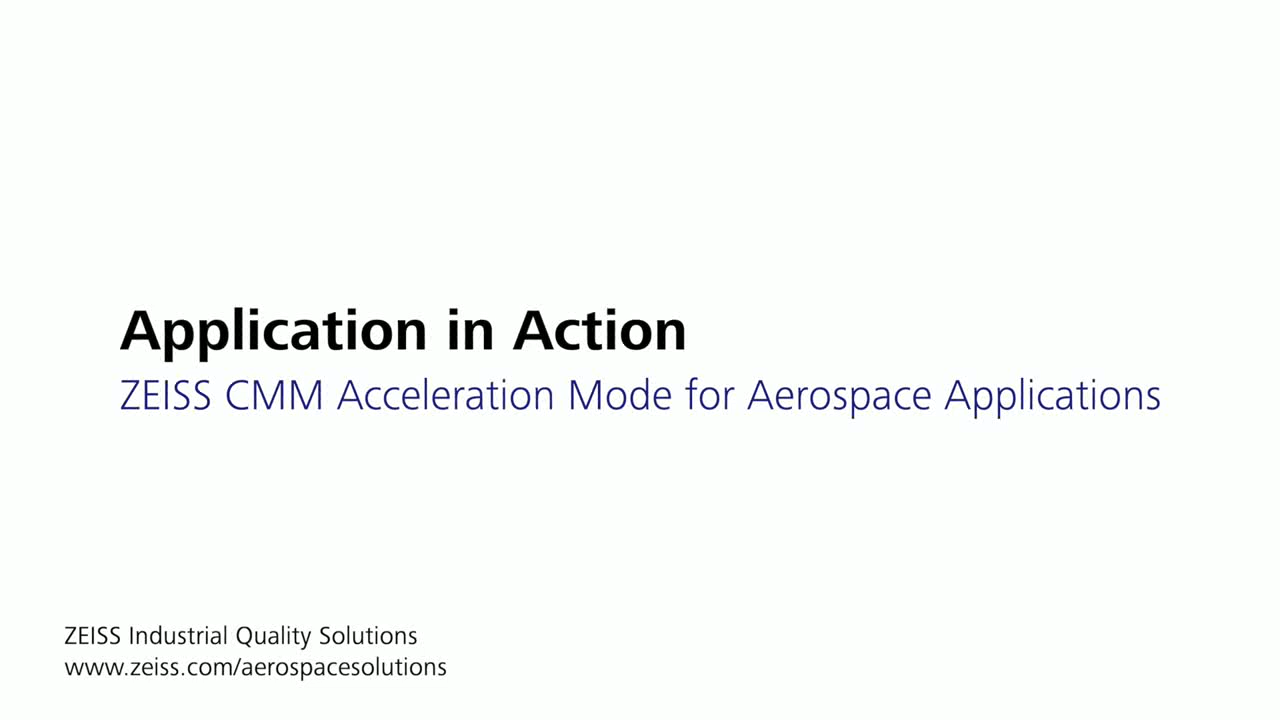 Application in Action
ZEISS CMM Acceleration Mode for Aerospace Applications
ZEISS Industrial Quality Solutions
www.zeiss.com/aerospacesolutions